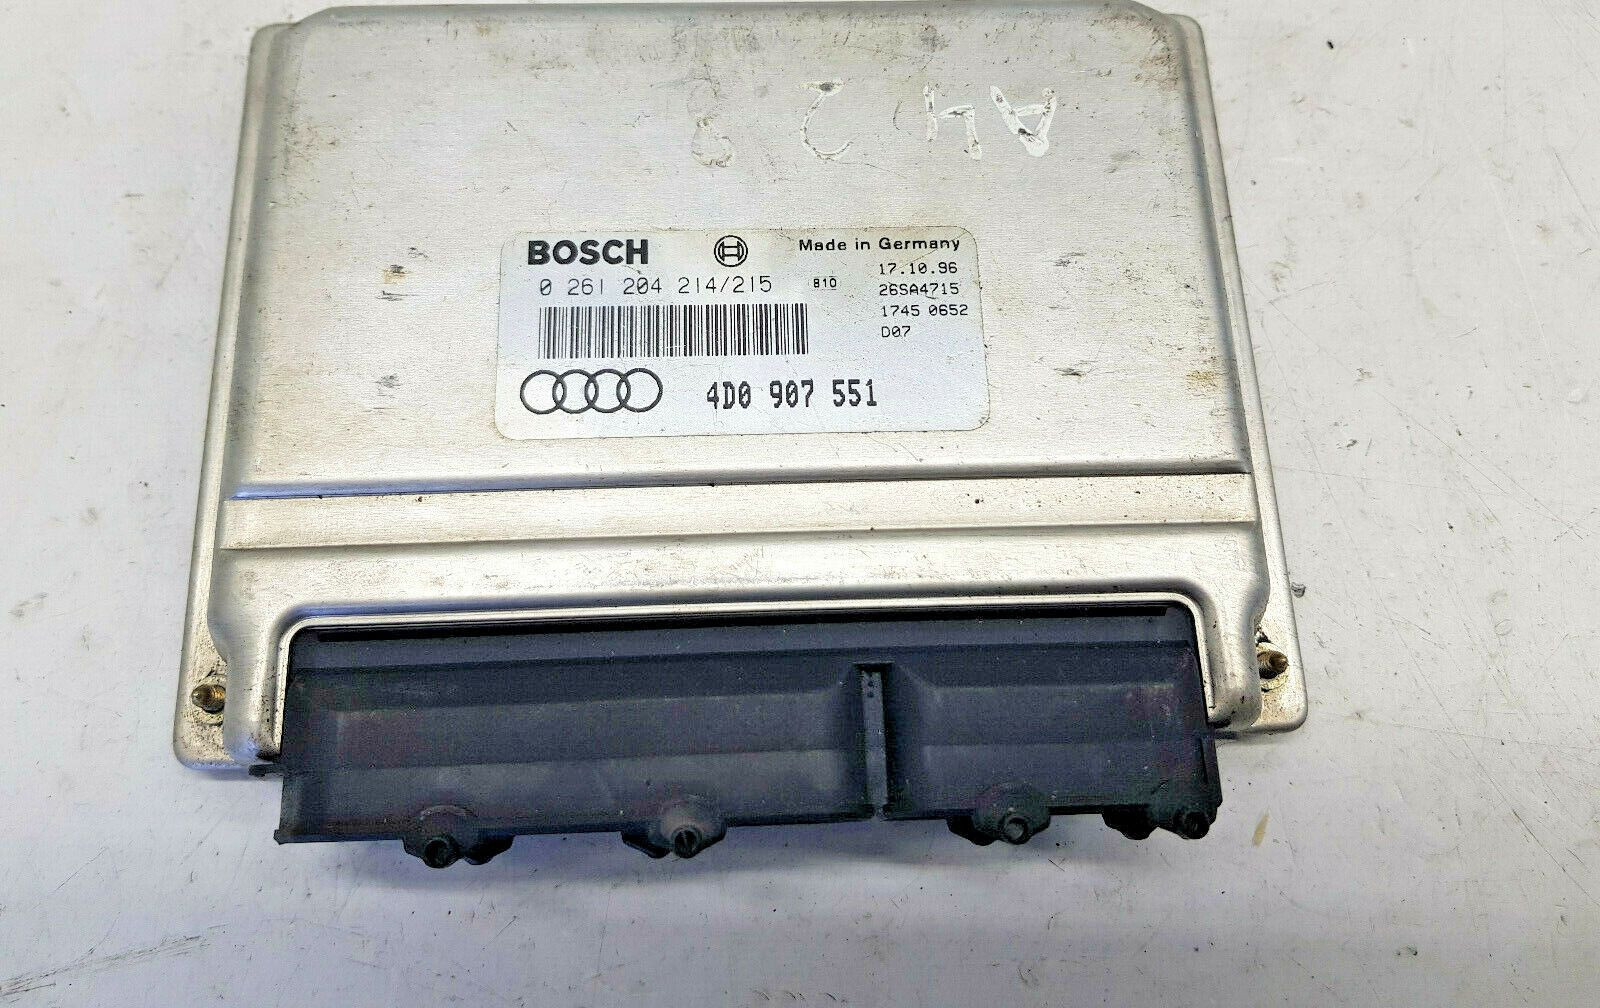 A4 2 8
BOSCH
Made in Germany
0 261 204 214/215
810
17.10.96
26SA4715
1745 0652
D07
4D0 907 551